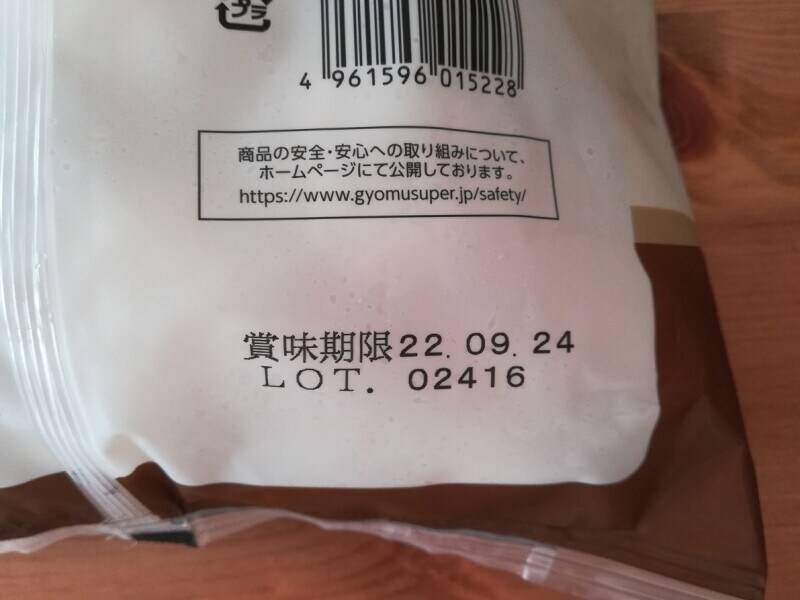 プラ
4 961596 015228
商品の安全・安心への取り組みについて、
ホームページにて公開しております。
https://www.gyomusuper.jp/safety/
賞味期限22. 09. 24
LOT. 02416